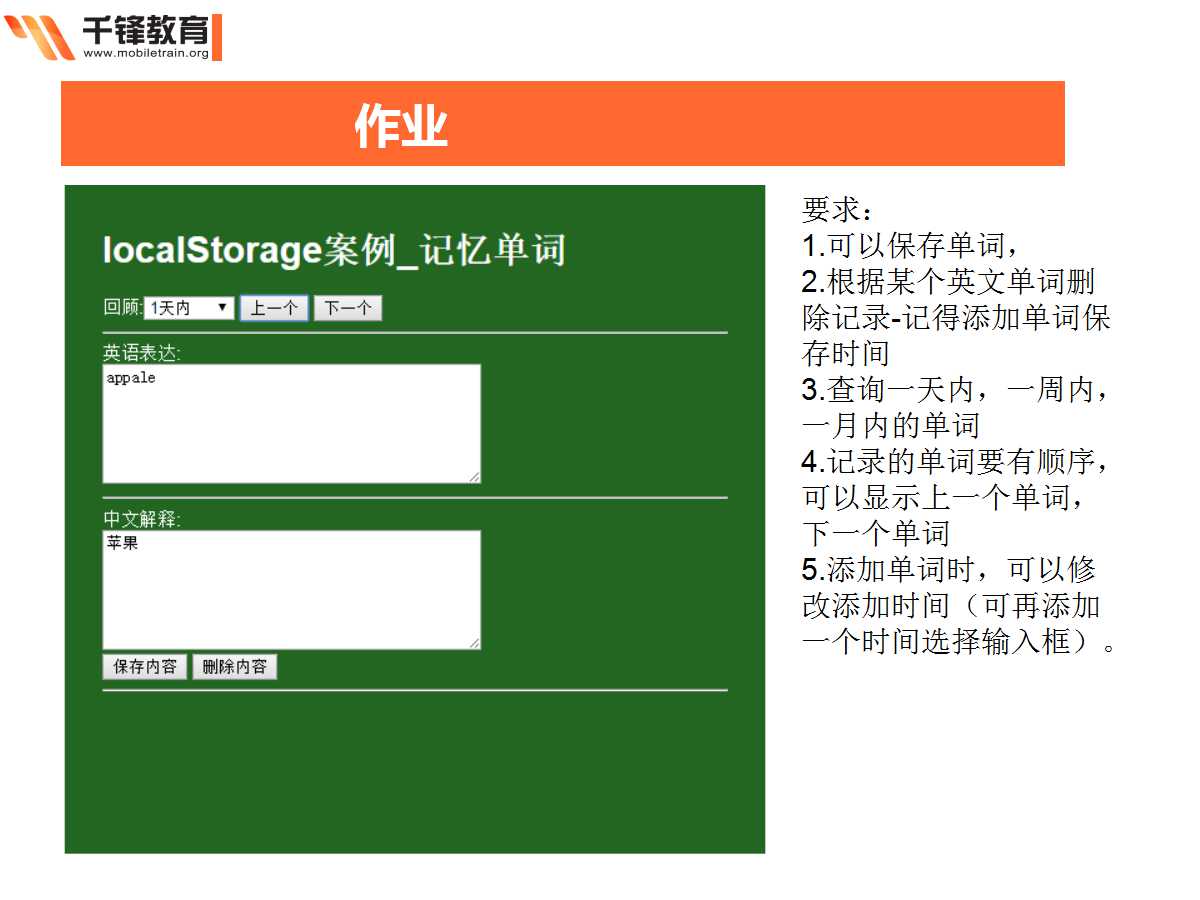 千锋教育
www.mobiletrain.org
作业
localStorage案例_记忆单词
回顾: 1天内 上一个 下一个
英语表达:
appale
中文解释:
苹果
保存内容 删除内容
要求：
1.可以保存单词，
2.根据某个英文单词删
除记录-记得添加单词保
存时间
3.查询一天内，一周内，
一月内的单词
4.记录的单词要有顺序，
可以显示上一个单词，
下一个单词
5.添加单词时，可以修
改添加时间（可再添加
一个时间选择输入框）。